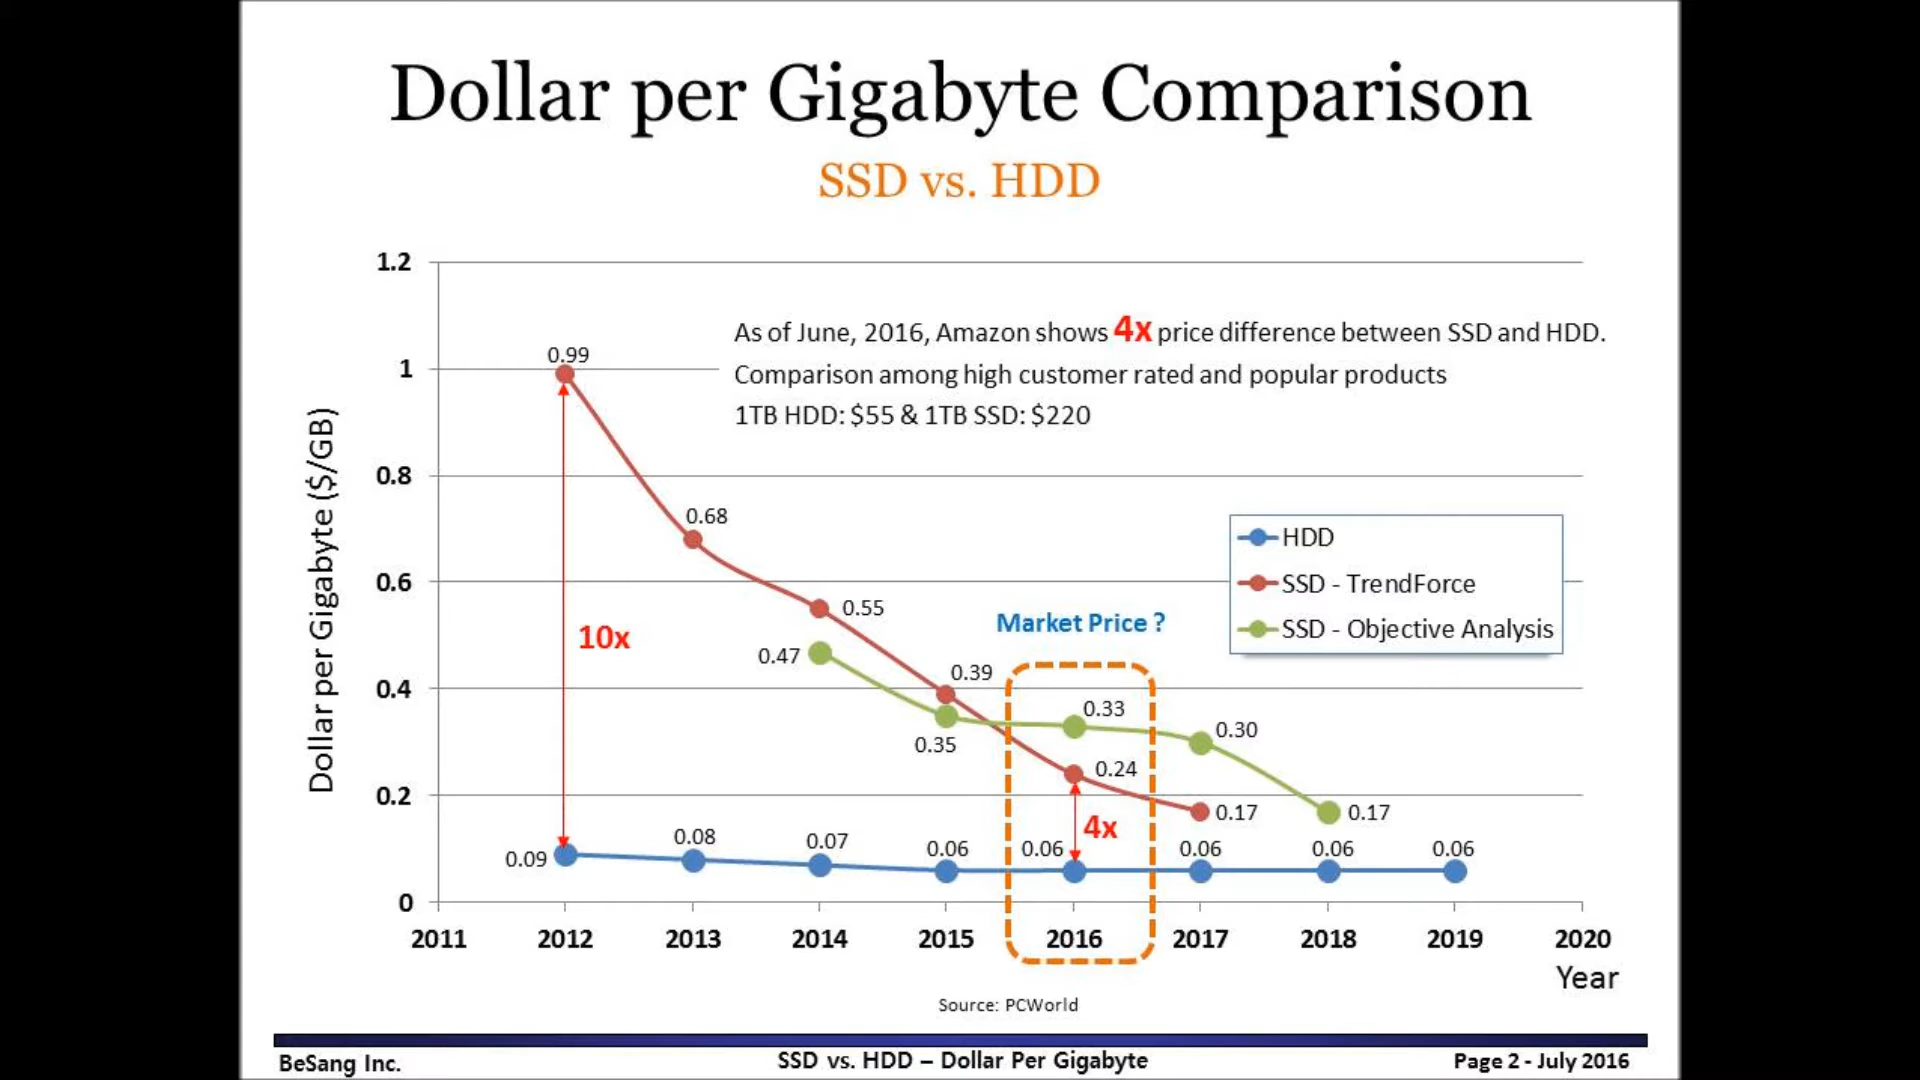 Dollar per Gigabyte Comparison
SSD vs. HDD
Dollar per Gigabyte ($/GB)
1.2
1
0.8
0.6
0.4
0.2
0
As of June, 2016, Amazon shows 4x price difference between SSD and HDD.
Comparison among high customer rated and popular products
1TB HDD: $55 & 1TB SSD: $220
0.99
0.68
0.55
0.39
0.24
0.17
0.47
0.35
0.33
0.30
0.17
0.09
0.08
0.07
0.06
0.06
0.06
0.06
0.06
10x
4x
Market Price ?
HDD
SSD - TrendForce
SSD - Objective Analysis
2011 2012 2013 2014 2015 2016 2017 2018 2019 2020
Year
Source: PCWorld
BeSang Inc.
SSD vs. HDD – Dollar Per Gigabyte
Page 2 - July 2016